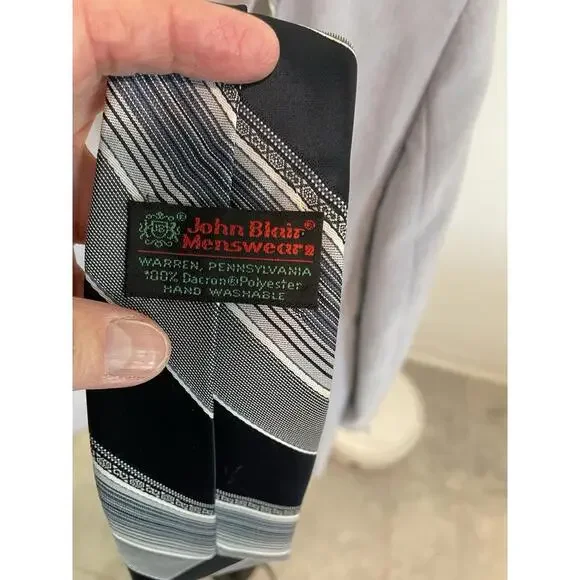 John Blair®
Menswear
WARREN, PENNSYLVANIA
100% Dacron®Polyester
HAND WASHABLE